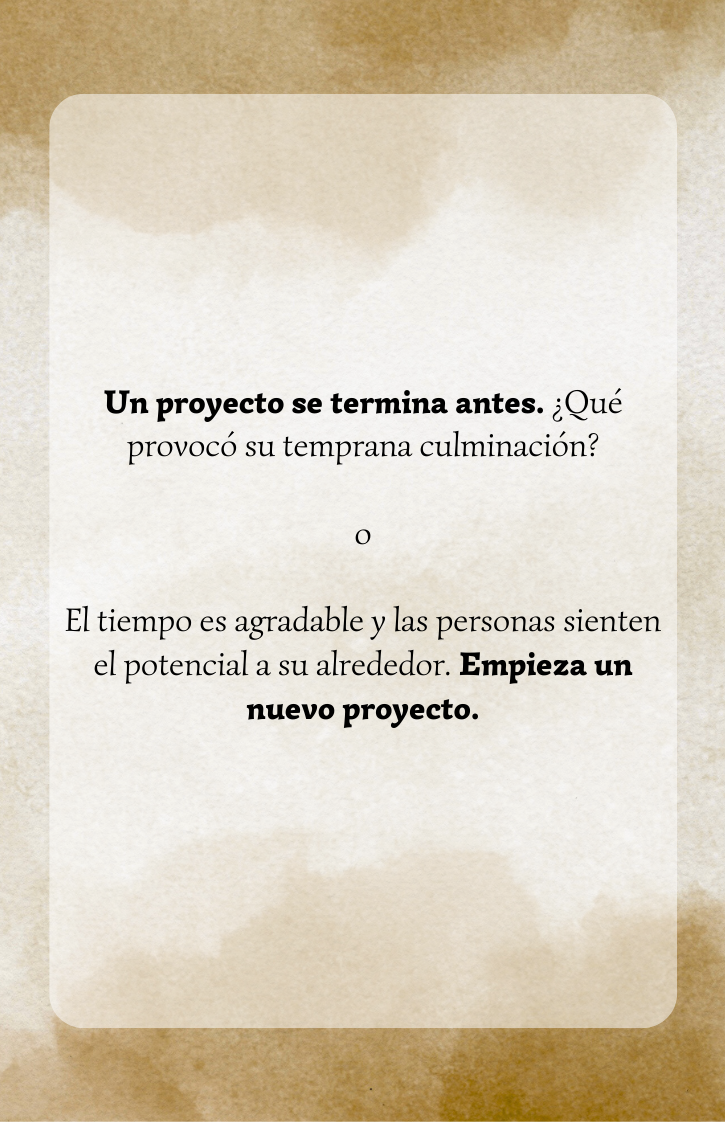 Un proyecto se termina antes. ¿Qué
provocó su temprana culminación?
o
El tiempo es agradable y las personas sienten
el potencial a su alrededor. Empieza un
nuevo proyecto.